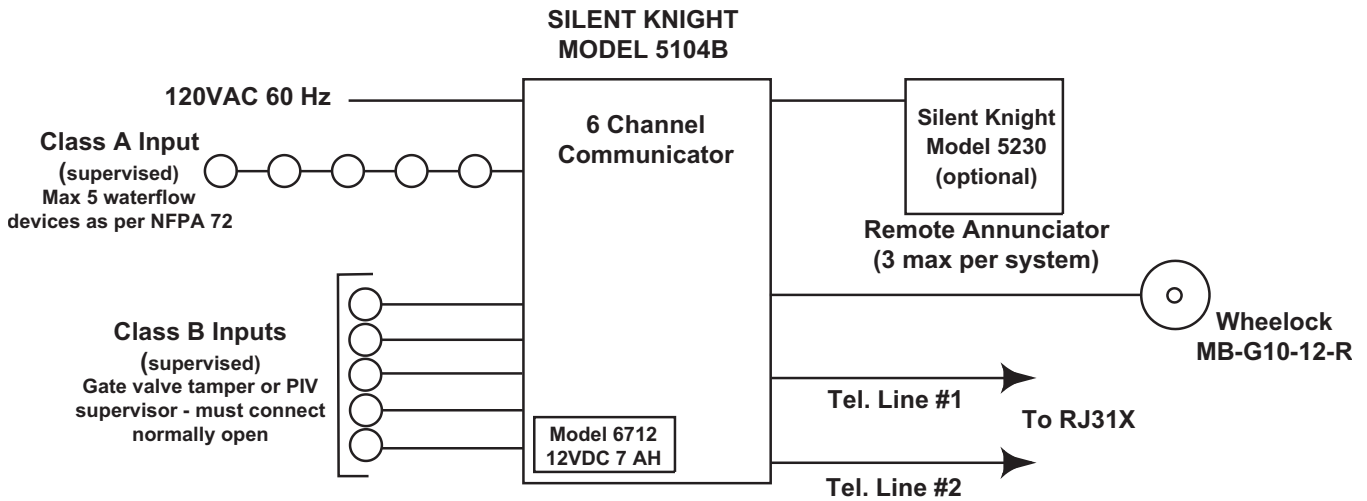 SILENT KNIGHT
MODEL 5104B
120VAC 60 Hz
Class A Input
(supervised)
Max 5 waterflow
devices as per NFPA 72
6 Channel
Communicator
Silent Knight
Model 5230
(optional)
Remote Annunciator
(3 max per system)
Class B Inputs
(supervised)
Gate valve tamper or PIV
supervisor - must connect
normally open
Model 6712
12VDC 7 AH
Wheelock
MB-G10-12-R
Tel. Line #1
To RJ31X
Tel. Line #2